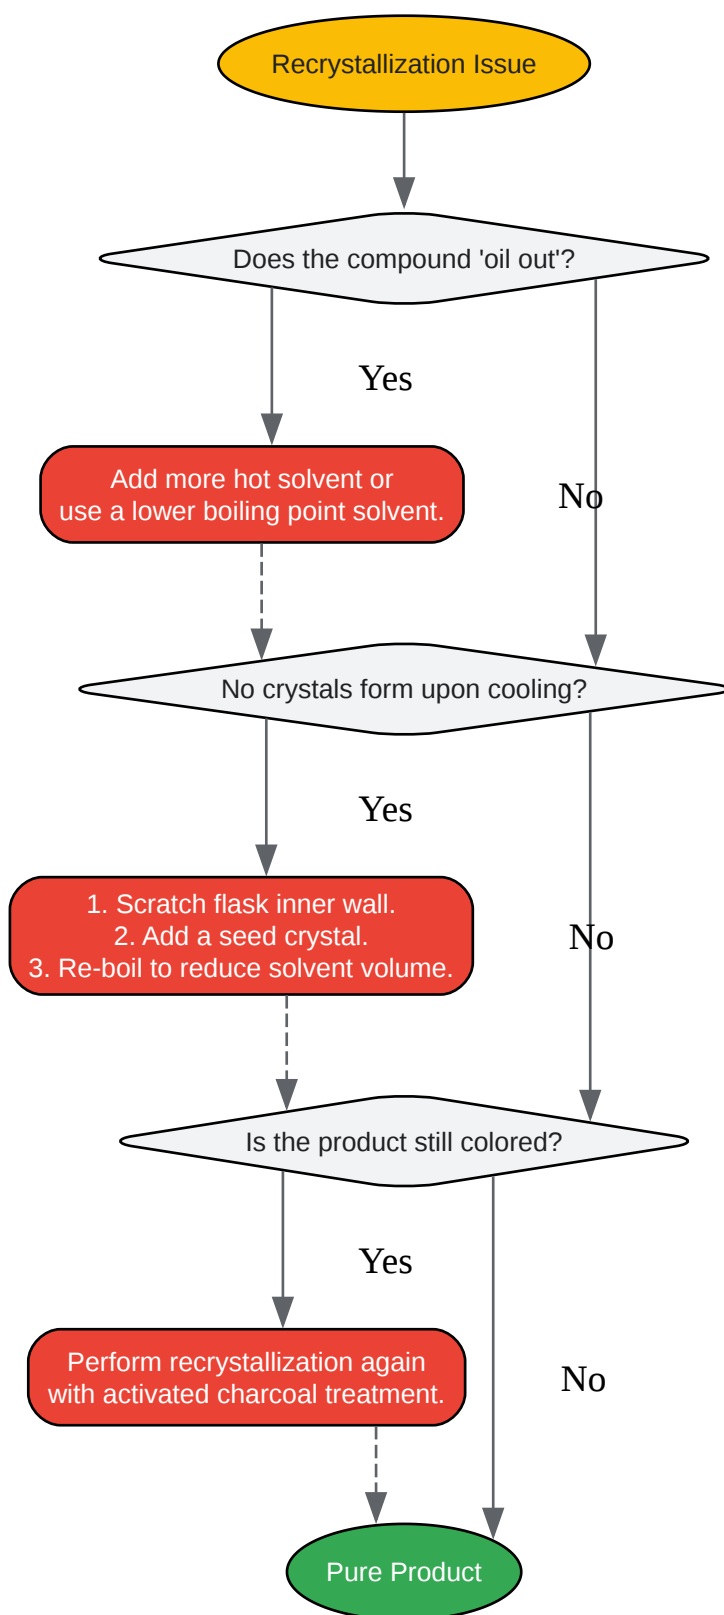 Recrystallization Issue
Does the compound 'oil out'?
Yes
Add more hot solvent or
use a lower boiling point solvent.
No
No crystals form upon cooling?
Yes
1. Scratch flask inner wall.
2. Add a seed crystal.
3. Re-boil to reduce solvent volume.
No
Is the product still colored?
Yes
Perform recrystallization again
with activated charcoal treatment.
No
Pure Product